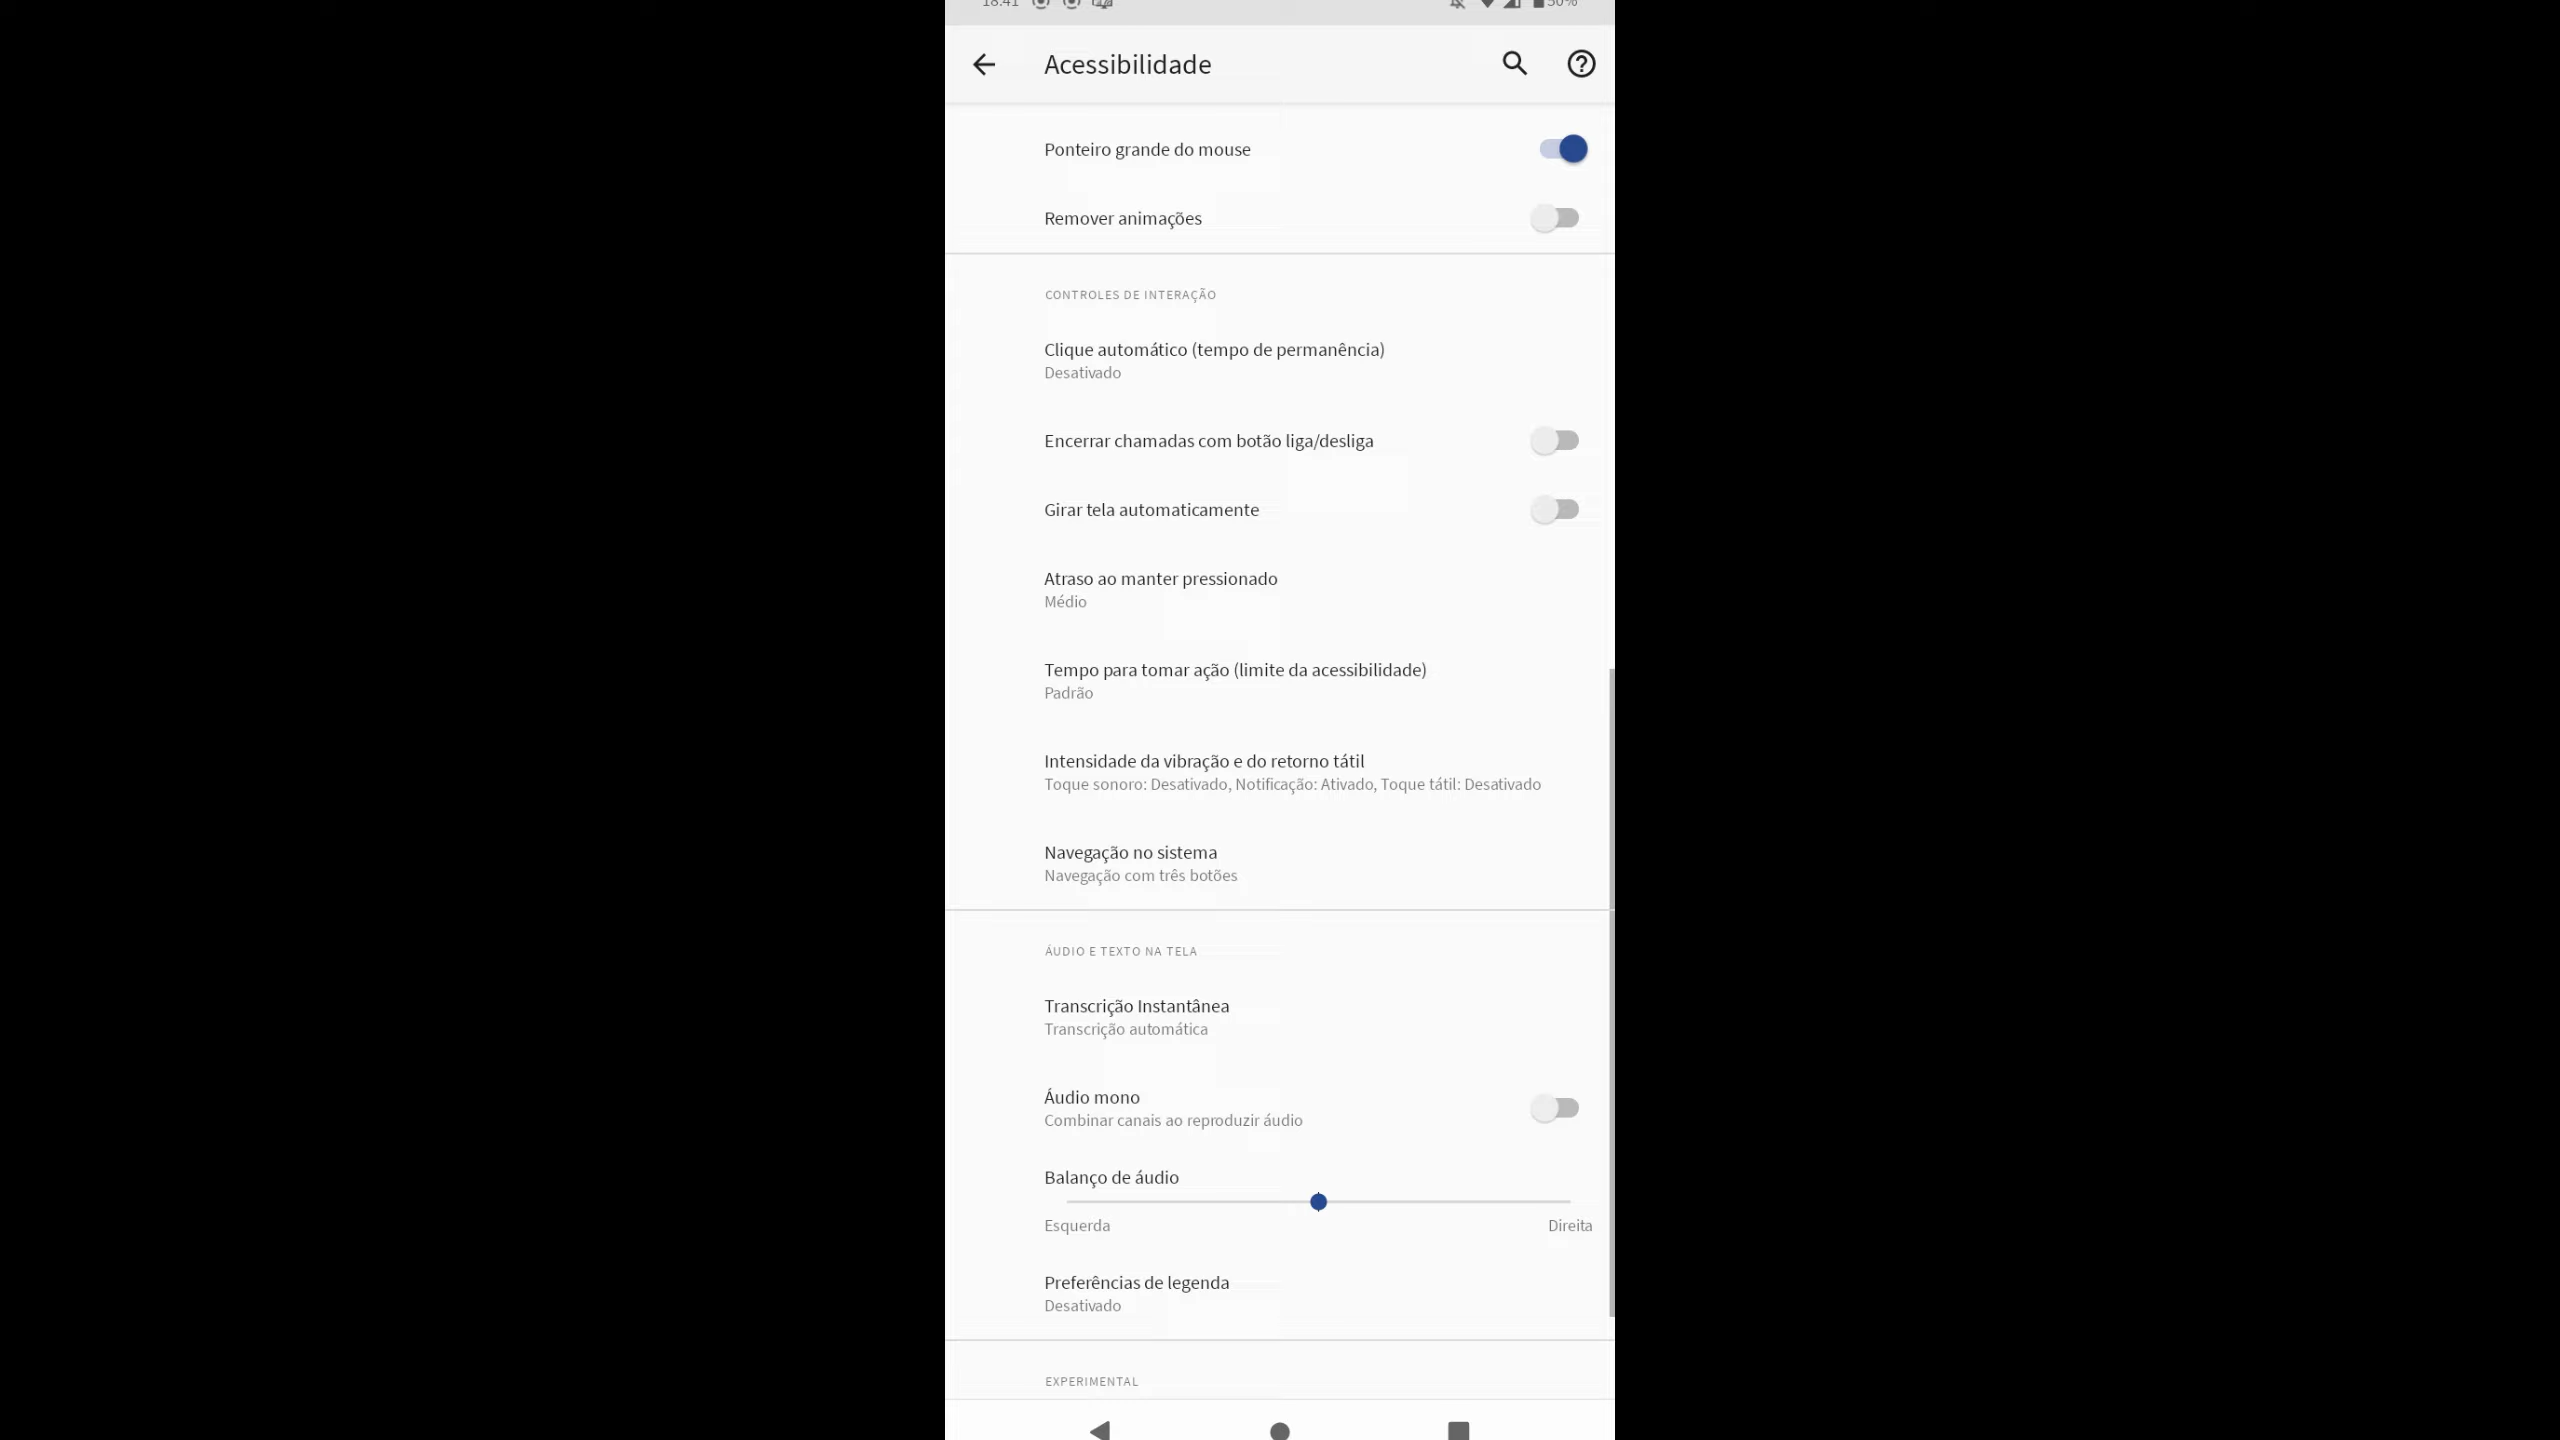 18:41 50%
Acessibilidade
Ponteiro grande do mouse
Remover animações
CONTROLES DE INTERAÇÃO
Clique automático (tempo de permanência)
Desativado
Encerrar chamadas com botão liga/desliga
Girar tela automaticamente
Atraso ao manter pressionado
Médio
Tempo para tomar ação (limite da acessibilidade)
Padrão
Intensidade da vibração e do retorno tátil
Toque sonoro: Desativado, Notificação: Ativado, Toque tátil: Desativado
Navegação no sistema
Navegação com três botões
ÁUDIO E TEXTO NA TELA
Transcrição Instantânea
Transcrição automática
Áudio mono
Combinar canais ao reproduzir áudio
Balanço de áudio
Esquerda Direita
Preferências de legenda
Desativado
EXPERIMENTAL